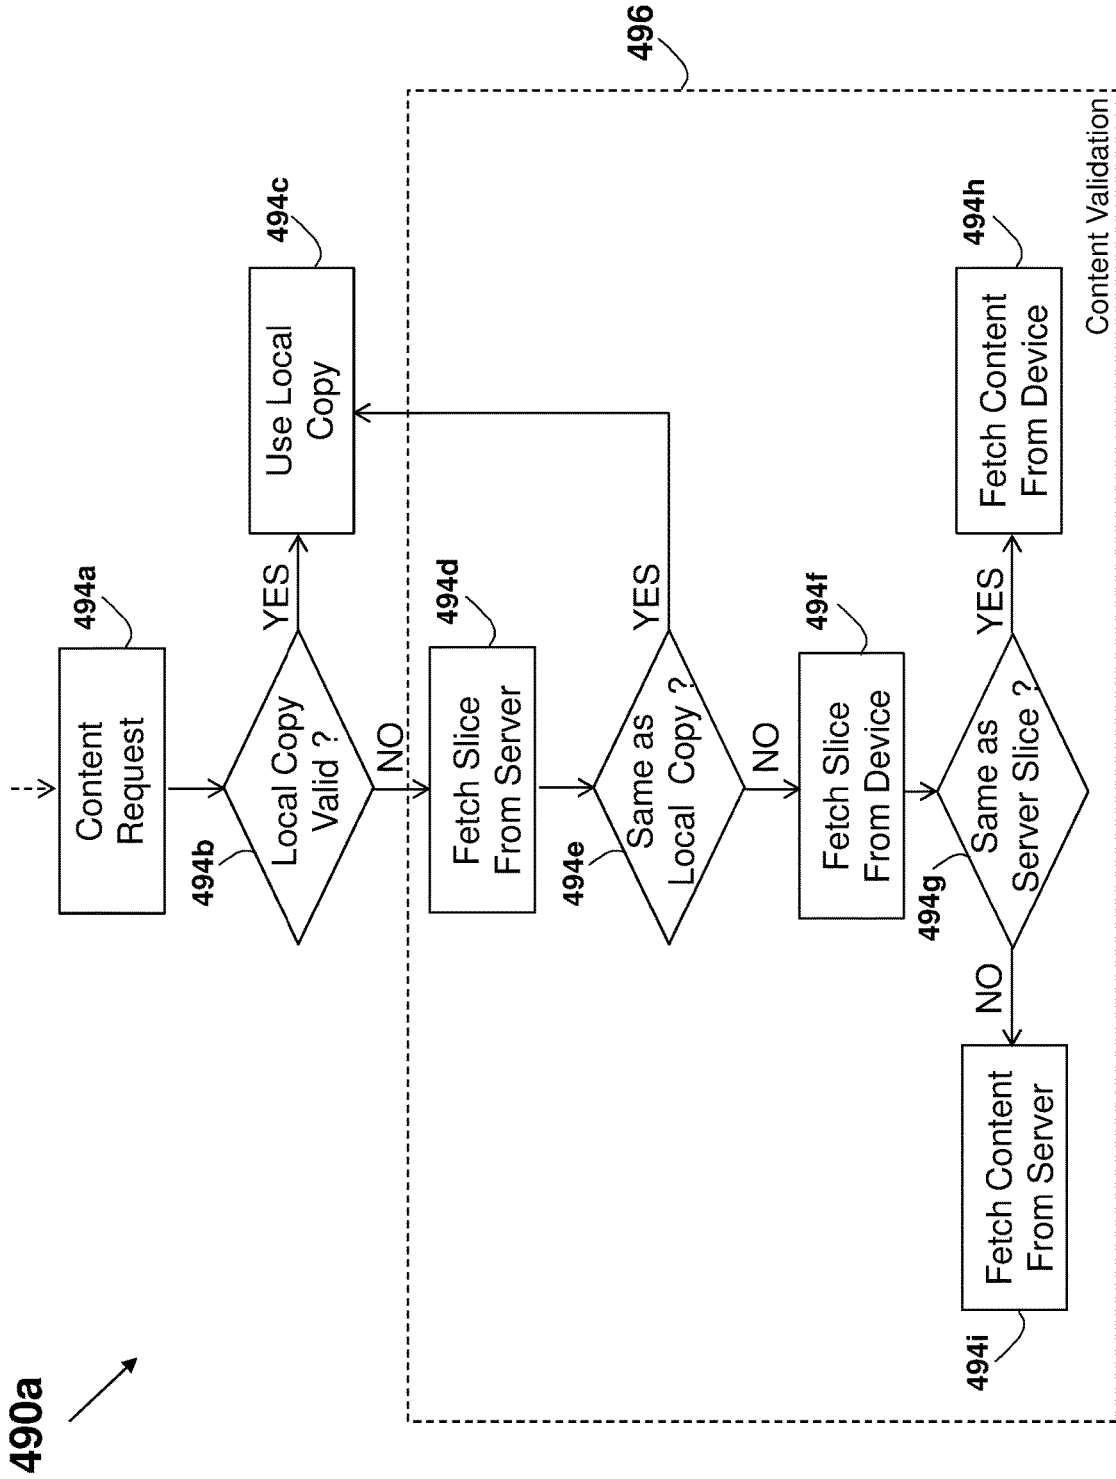 490a
494a
Content
Request
494b
Local Copy
Valid ?
YES
494c
Use Local
Copy
NO
496
494d
Fetch Slice
From Server
494e
Same as
Local Copy ?
YES
NO
494f
Fetch Slice
From Device
494g
Same as
Server Slice ?
YES
494h
Fetch Content
From Device
NO
494i
Fetch Content
From Server
Content Validation